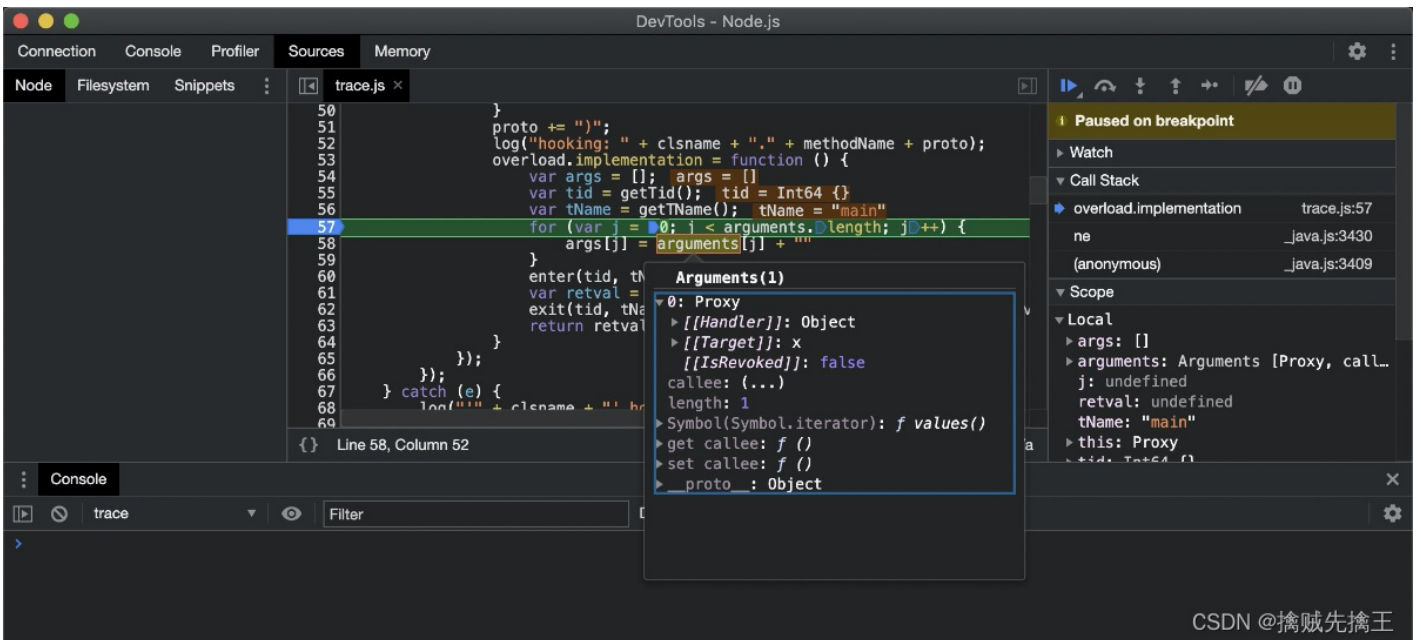 DevTools - Node.js
Connection Console Profiler Sources Memory
Node Filesystem Snippets
trace.js ×
50 }
51 proto += ")";
52 log("hooking: " + clsname + "." + methodName + proto);
53 overload.implementation = function () {
54 var args = []; args = []
55 var tid = getTid(); tid = Int64 {}
56 var tName = getTName(); tName = "main"
57 for (var j = 0; j < arguments.length; j++) {
58 args[j] = arguments[j] + ""
59 }
60 enter(tid, tN
61 var retval =
62 exit(tid, tNa
63 return retval
64 }
65 });
66 });
67 } catch (e) {
68 log("'" + clsname + "' ho
69
{} Line 58, Column 52
Arguments(1)
0: Proxy
[[Handler]]: Object
[[Target]]: x
[[IsRevoked]]: false
callee: (...)
length: 1
Symbol(Symbol.iterator): ƒ values()
get callee: ƒ ()
set callee: ƒ ()
__proto__: Object
Paused on breakpoint
Watch
Call Stack
overload.implementation trace.js:57
ne _java.js:3430
(anonymous) _java.js:3409
Scope
Local
args: []
arguments: Arguments [Proxy, call…
j: undefined
retval: undefined
tName: "main"
this: Proxy
tid: Int64 {}
Console
trace
Filter
CSDN @擒贼先擒王